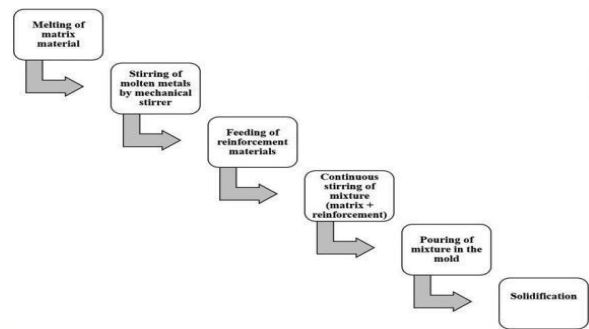 Melting of
matrix
material
Stirring of
molten metals
by mechanical
stirrer
Feeding of
reinforcement
materials
Continuous
stirring of
mixture
(matrix +
reinforcement)
Pouring of
mixture in the
mold
Solidification